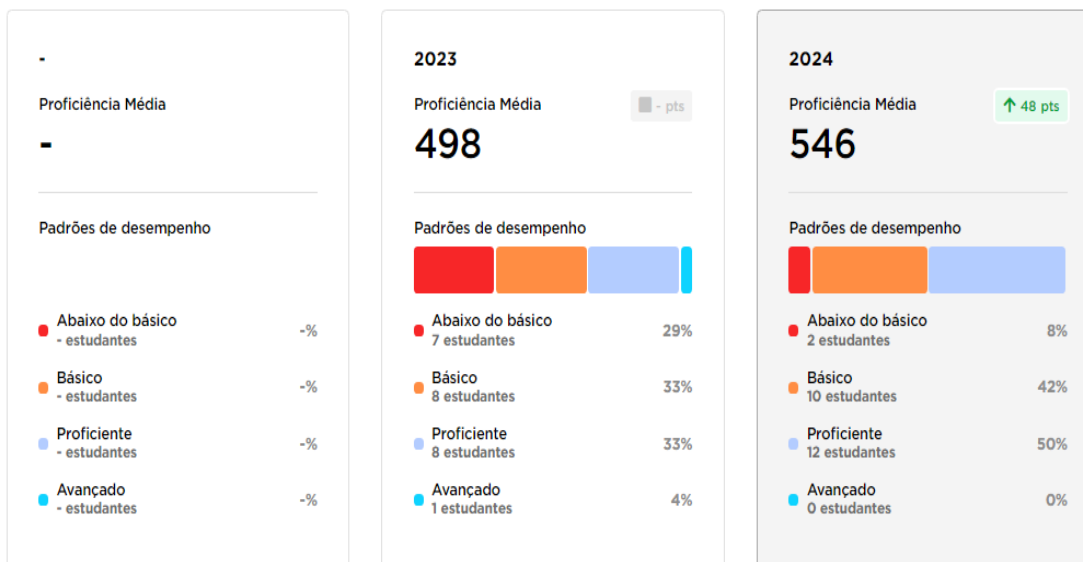 -
Proficiência Média
-
Padrões de desempenho
Abaixo do básico
- estudantes
-%
Básico
- estudantes
-%
Proficiente
- estudantes
-%
Avançado
- estudantes
-%
2023
Proficiência Média
- pts
498
Padrões de desempenho
Abaixo do básico
7 estudantes
29%
Básico
8 estudantes
33%
Proficiente
8 estudantes
33%
Avançado
1 estudantes
4%
2024
Proficiência Média
↑ 48 pts
546
Padrões de desempenho
Abaixo do básico
2 estudantes
8%
Básico
10 estudantes
42%
Proficiente
12 estudantes
50%
Avançado
0 estudantes
0%